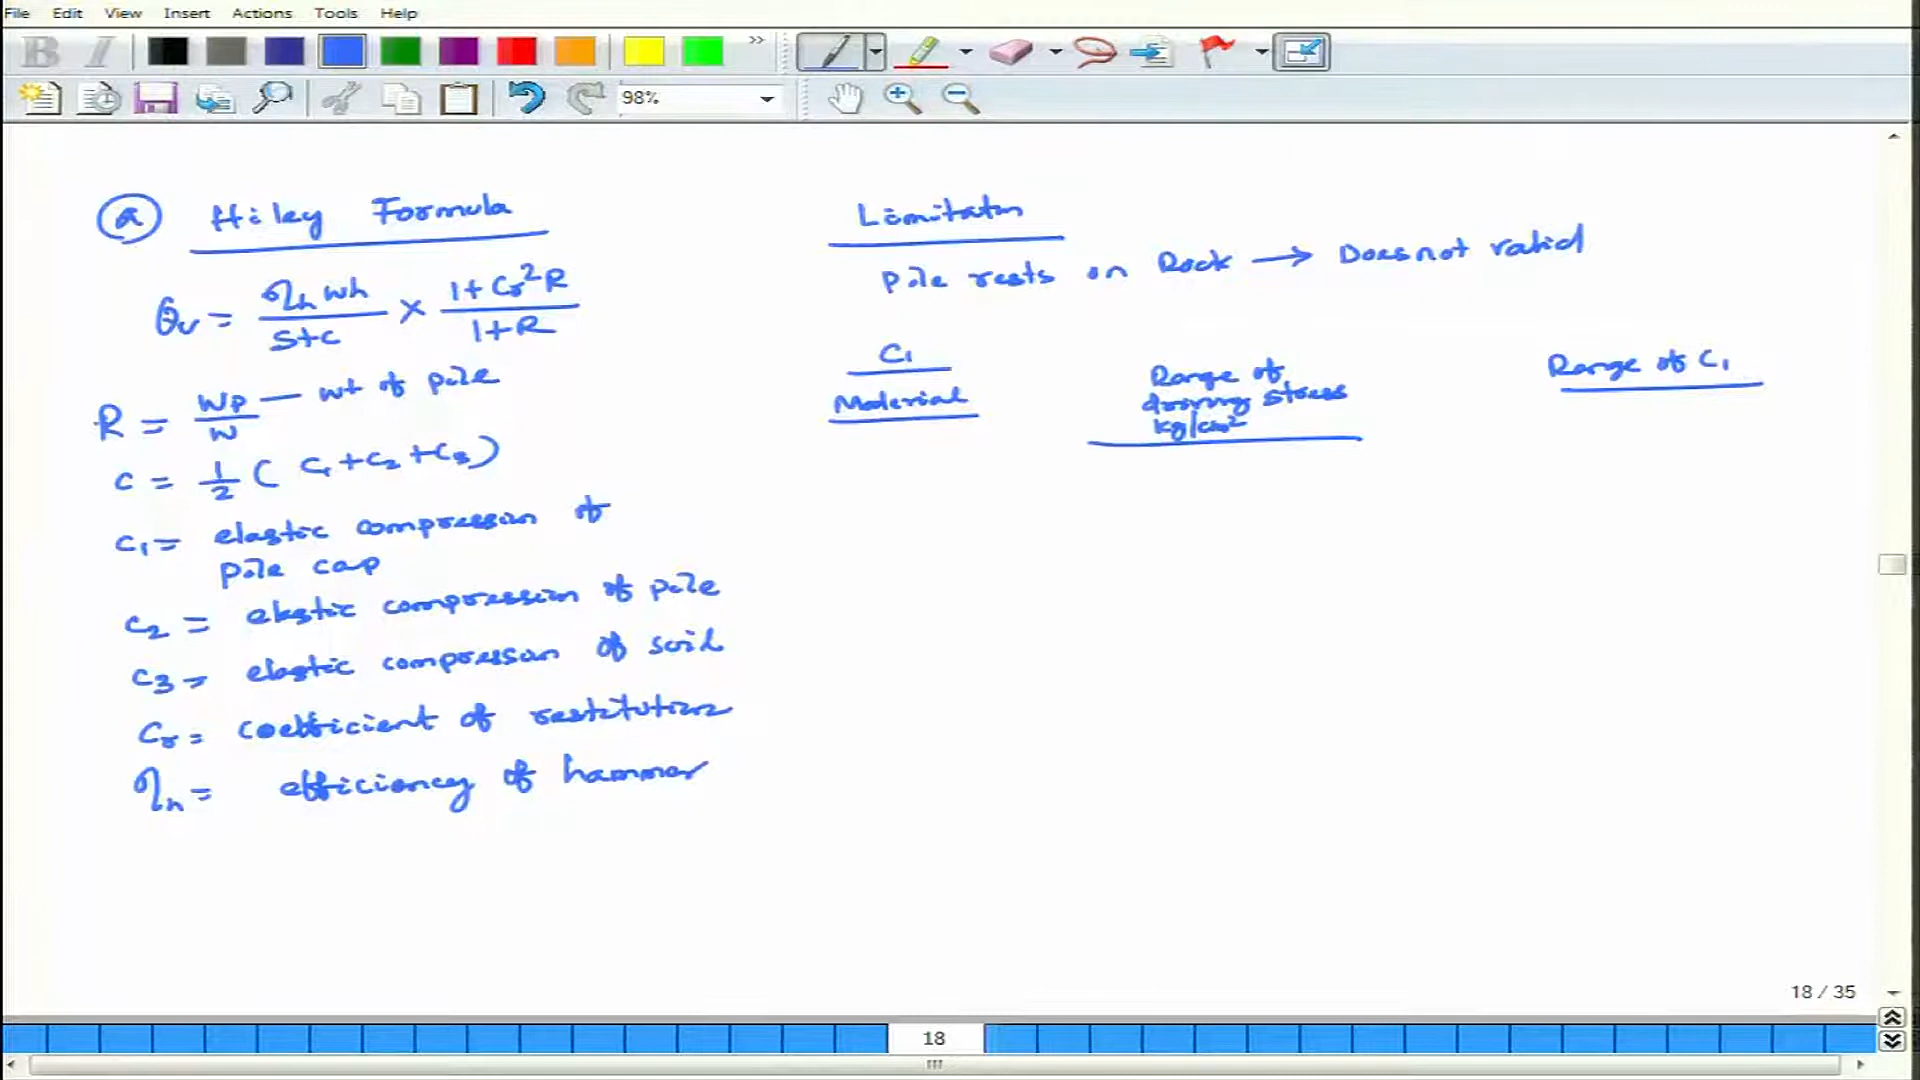 File Edit View Insert Actions Tools Help
B I
98%
a Hiley Formula
Qu = ηh Wh / S+C × 1+Cr²R / 1+R
R = Wp / W — wt of pile
C = 1/2 ( C1+C2+C3)
C1= elastic compression of
pile cap
C2 = elastic compression of pile
C3= elastic compression of soil
Cr= coefficient of restitution
ηh= efficiency of hammer
Limitatn
Pile rests on Rock → Does not valid
C1
Material
Range of
driving stress
kg/cm²
Range of C1
18 / 35
18